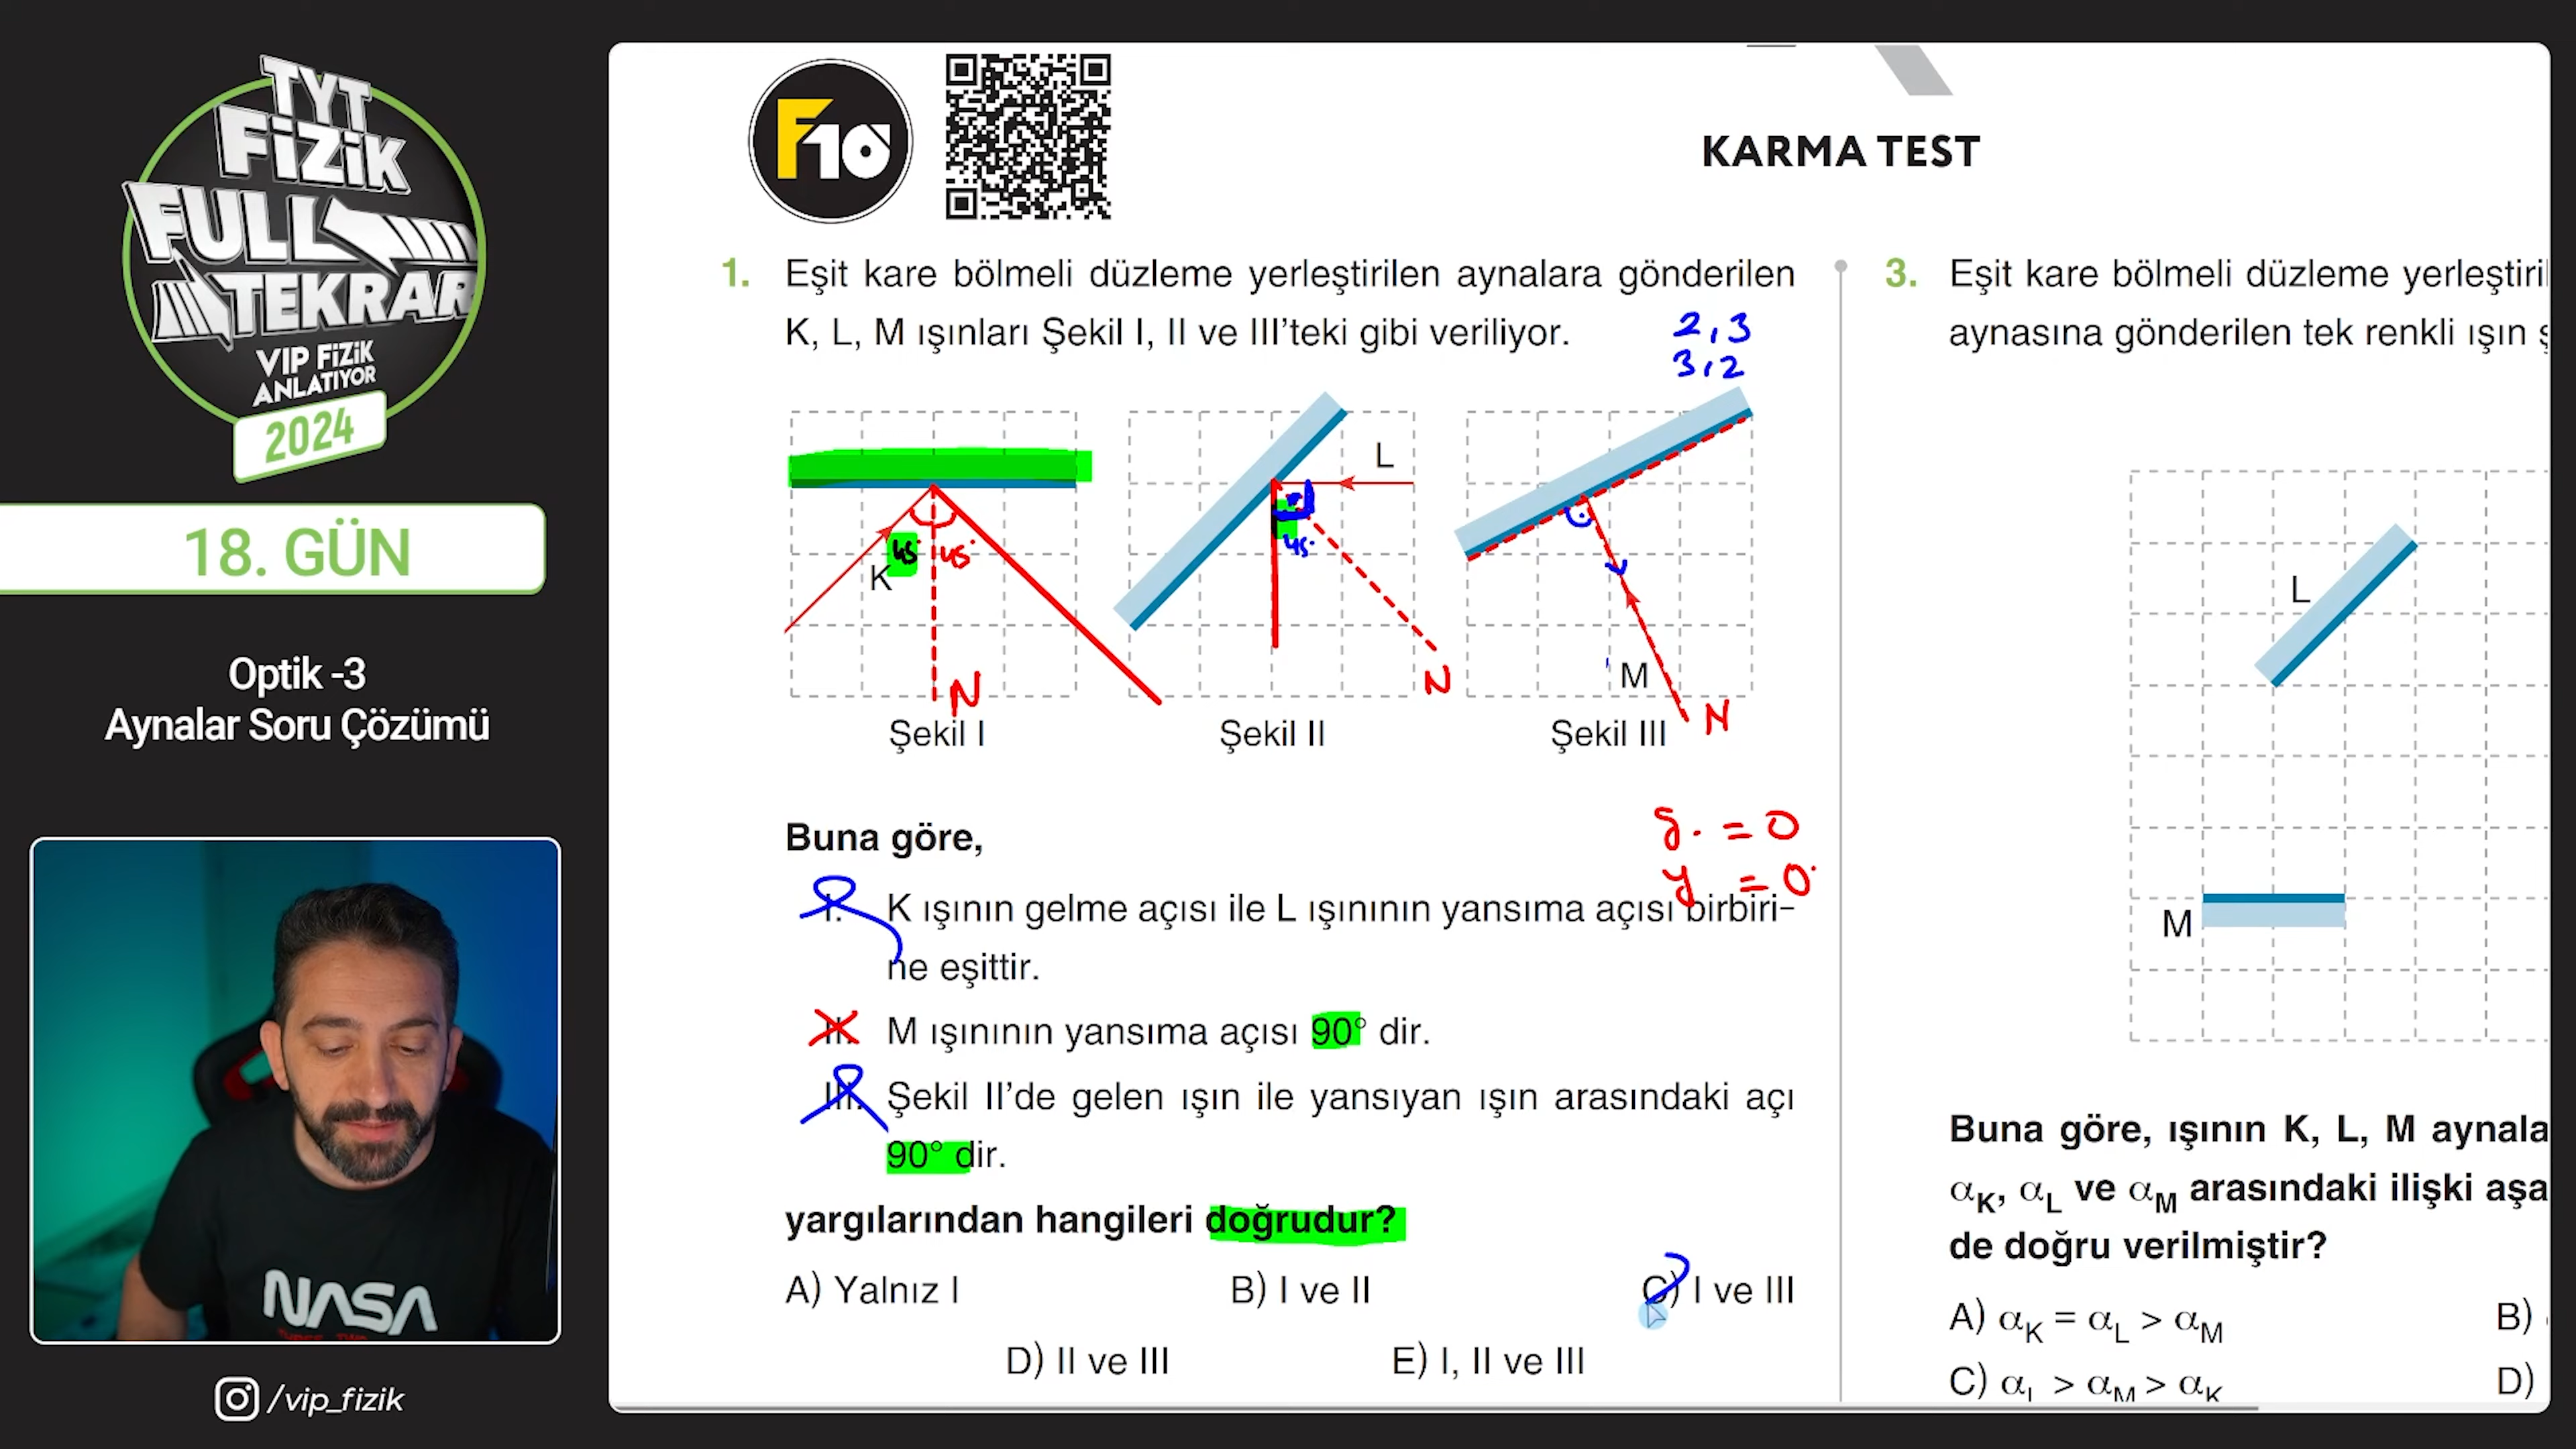 TYT
FİZİK
FULL
TEKRAR
VIP FİZİK
ANLATIYOR
2024
18. GÜN
Optik -3
Aynalar Soru Çözümü
NASA
/vip_fizik
F10
KARMA TEST
1. Eşit kare bölmeli düzleme yerleştirilen aynalara gönderilen
K, L, M ışınları Şekil I, II ve III'teki gibi veriliyor.
2,3
3,2
K
45°
45°
N
Şekil I
L
45°
N
Şekil II
M
N
Şekil III
Buna göre,
g. = 0
y = 0.
I. K ışının gelme açısı ile L ışınının yansıma açısı birbiri-
ne eşittir.
II. M ışınının yansıma açısı 90° dir.
III. Şekil II'de gelen ışın ile yansıyan ışın arasındaki açı
90° dir.
yargılarından hangileri doğrudur?
A) Yalnız I B) I ve II C) I ve III
D) II ve III E) I, II ve III
3. Eşit kare bölmeli düzleme yerleştiri
aynasına gönderilen tek renkli ışın ş
L
M
Buna göre, ışının K, L, M aynala
αK, αL ve αM arasındaki ilişki aşa
de doğru verilmiştir?
A) αK = αL > αM B)
C) αL > αM > αK D)